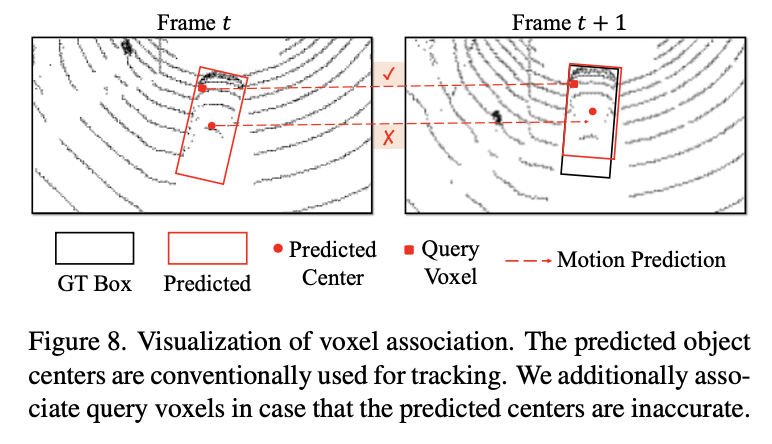 Frame t
Frame t + 1
✓
✗
GT Box
Predicted
Predicted
Center
Query
Voxel
Motion Prediction
Figure 8. Visualization of voxel association. The predicted object
centers are conventionally used for tracking. We additionally asso-
ciate query voxels in case that the predicted centers are inaccurate.